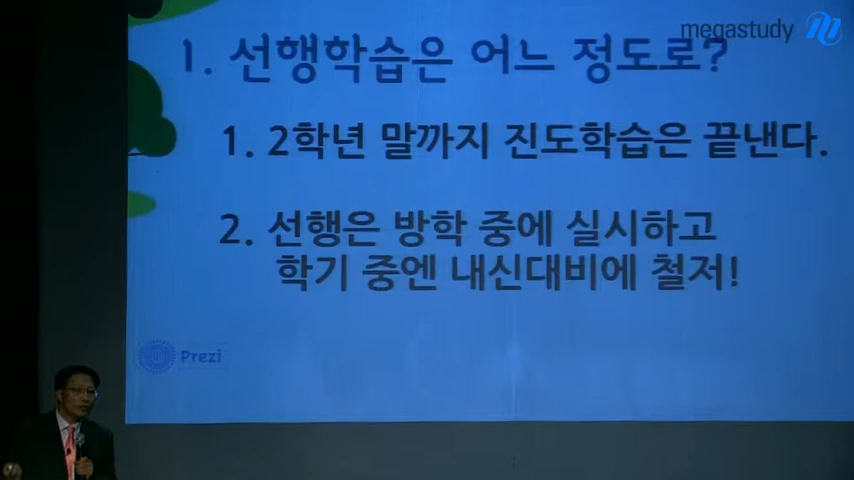 megastudy
1. 선행학습은 어느 정도로?
1. 2학년 말까지 진도학습은 끝낸다.
2. 선행은 방학 중에 실시하고
학기 중엔 내신대비에 철저!
Prezi